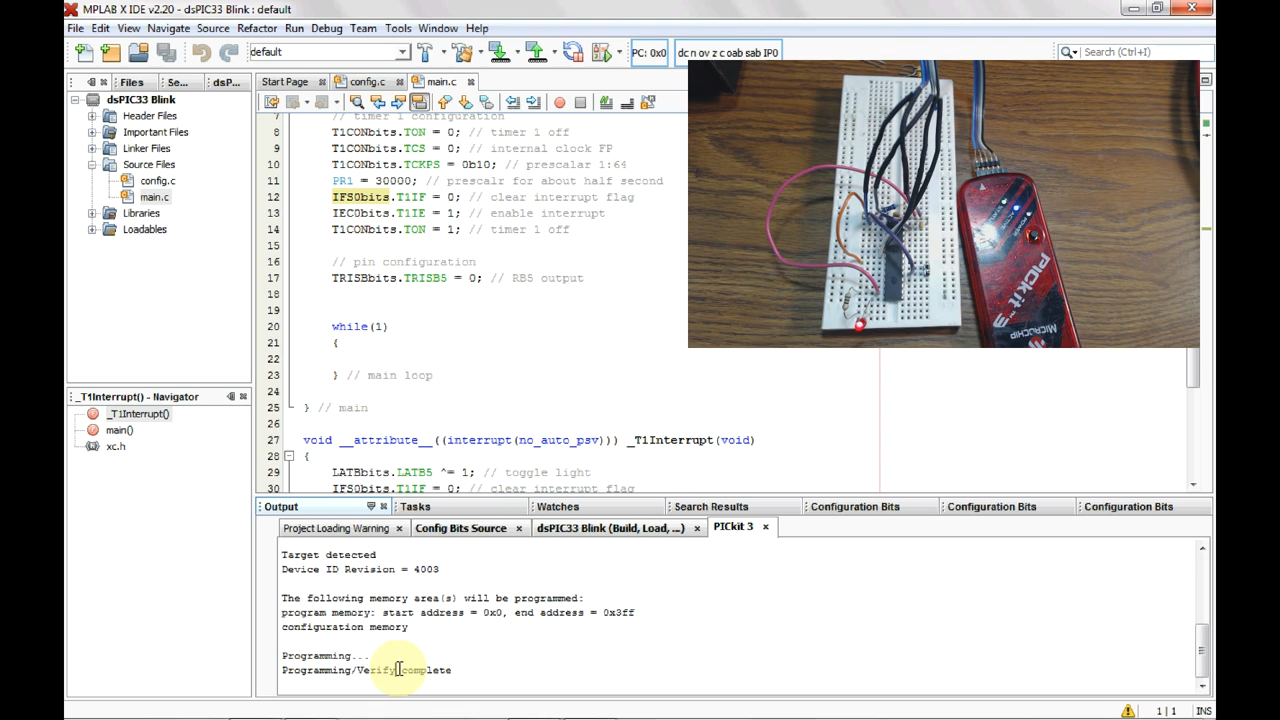 MPLAB X IDE v2.20 - dsPIC33 Blink : default
File Edit View Navigate Source Refactor Run Debug Team Tools Window Help
default
PC: 0x0
dc n ov z c oab sab IP0
Search (Ctrl+I)
Files
Se...
dsP...
Start Page
config.c
main.c
dsPIC33 Blink
Header Files
Important Files
Linker Files
Source Files
config.c
main.c
Libraries
Loadables
_T1Interrupt() - Navigator
_T1Interrupt()
main()
xc.h
7 // timer 1 configuration
8 T1CONbits.TON = 0; // timer 1 off
9 T1CONbits.TCS = 0; // internal clock FP
10 T1CONbits.TCKPS = 0b10; // prescalar 1:64
11 PR1 = 30000; // prescalr for about half second
12 IFS0bits.T1IF = 0; // clear interrupt flag
13 IEC0bits.T1IE = 1; // enable interrupt
14 T1CONbits.TON = 1; // timer 1 off
15
16 // pin configuration
17 TRISBbits.TRISB5 = 0; // RB5 output
18
19
20 while(1)
21 {
22
23 } // main loop
24
25 } // main
26
27 void __attribute__((interrupt(no_auto_psv))) _T1Interrupt(void)
28 {
29 LATBbits.LATB5 ^= 1; // toggle light
30 IFS0bits.T1IF = 0; // clear interrupt flag
PICkit 3
MICROCHIP
Output
Tasks
Watches
Search Results
Configuration Bits
Configuration Bits
Configuration Bits
Project Loading Warning
Config Bits Source
dsPIC33 Blink (Build, Load, ...)
PICkit 3
Target detected
Device ID Revision = 4003
The following memory area(s) will be programmed:
program memory: start address = 0x0, end address = 0x3ff
configuration memory
Programming...
Programming/Verify complete
1 | 1
INS